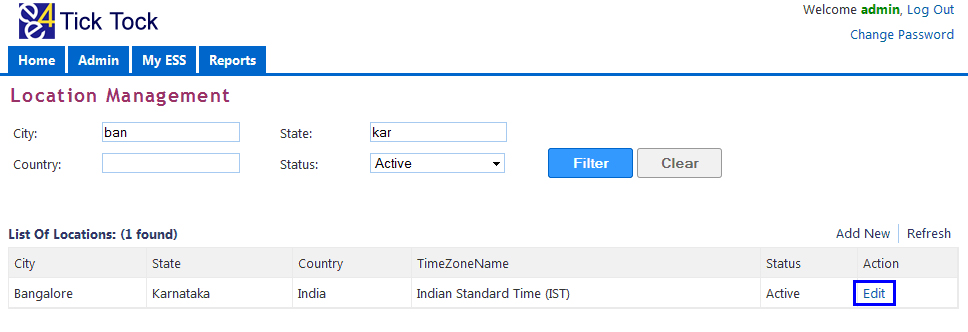 e4e Tick Tock
Welcome admin, Log Out
Change Password
Home Admin My ESS Reports
Location Management
City: ban State: kar
Country: Status: Active Filter Clear
List Of Locations: (1 found) Add New Refresh
City State Country TimeZoneName Status Action
Bangalore Karnataka India Indian Standard Time (IST) Active Edit